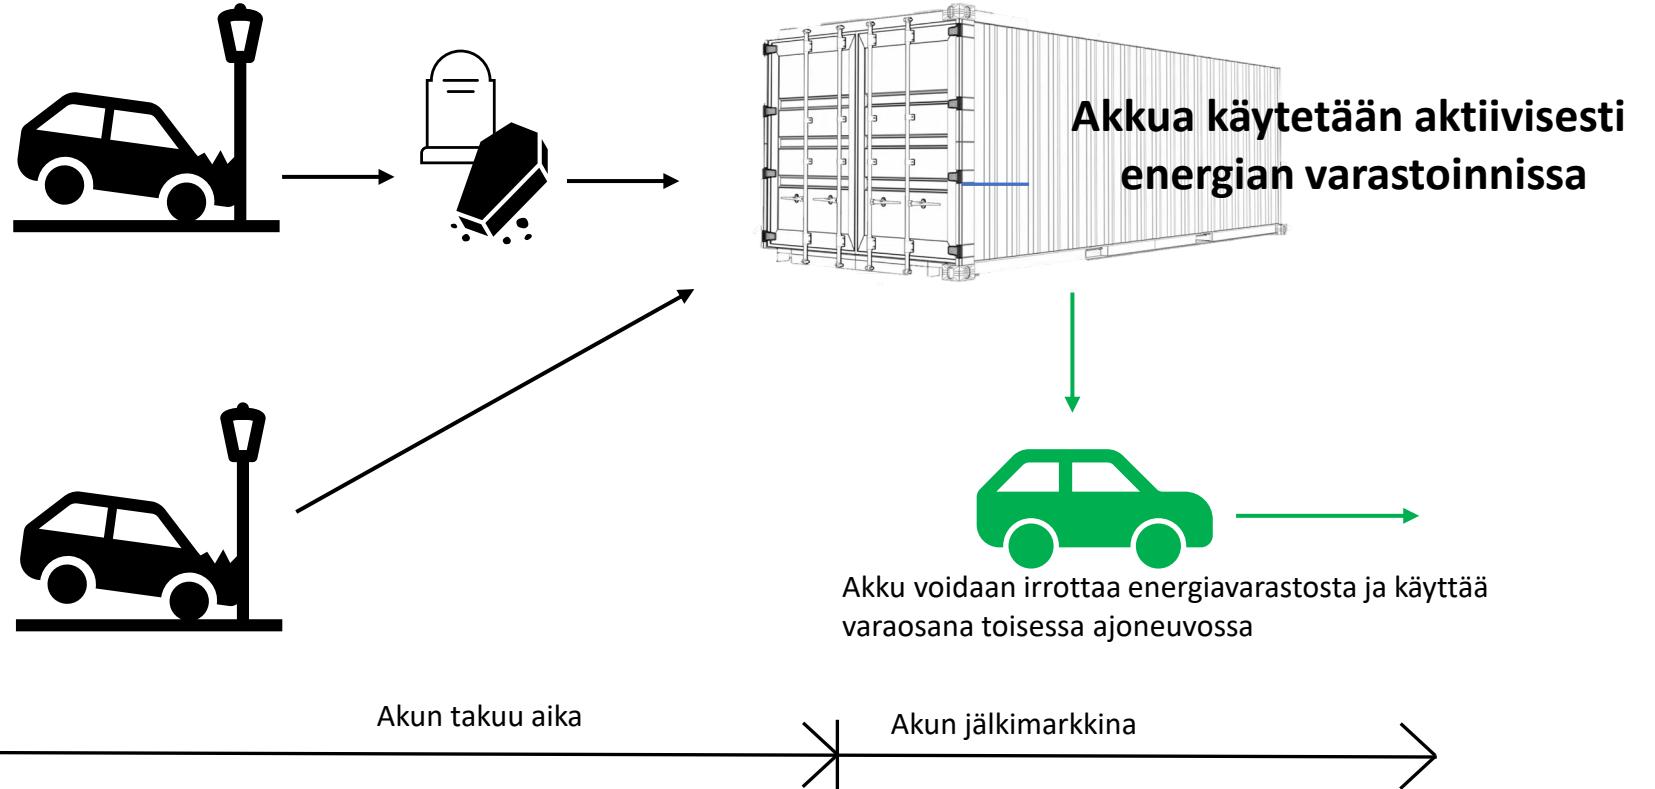 Akkua käytetään aktiivisesti
energian varastoinnissa
Akku voidaan irrottaa energiavarastosta ja käyttää
varaosana toisessa ajoneuvossa
Akun takuu aika
Akun jälkimarkkina